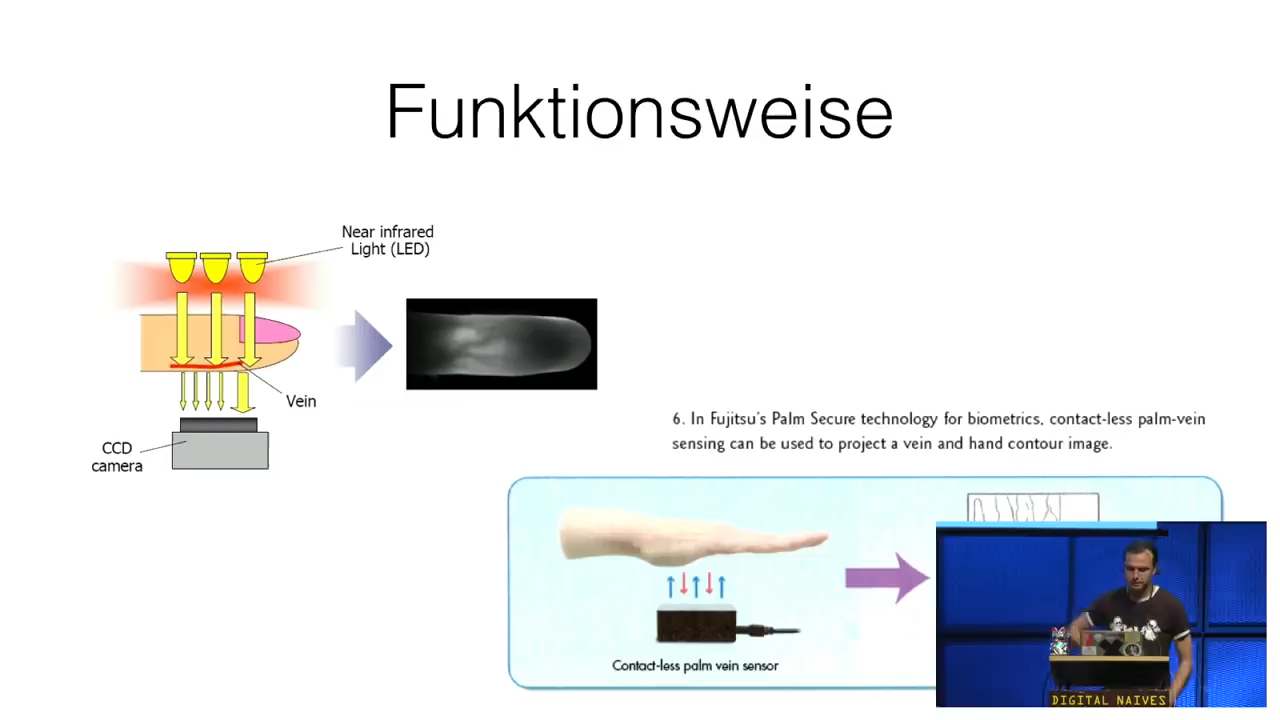 Funktionsweise
Near infrared
Light (LED)
Vein
CCD
camera
6. In Fujitsu's Palm Secure technology for biometrics, contact-less palm-vein
sensing can be used to project a vein and hand contour image.
Contact-less palm vein sensor
DIGITAL NAIVES